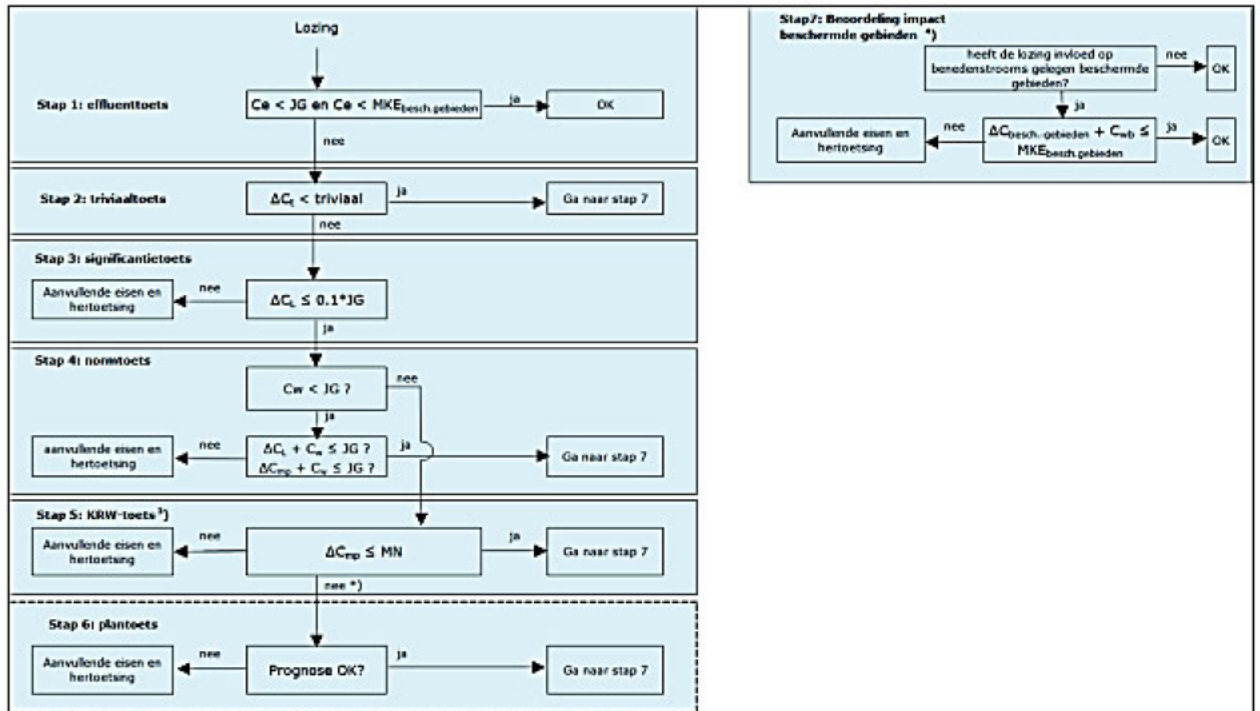 Lozing
Stap 1: effluenttoets
Ce < JG en Ce < MKEbesch.gebieden
ja
OK
nee
Stap 2: triviaaltoets
ΔCL < triviaal
ja
Ga naar stap 7
nee
Stap 3: significantietoets
Aanvullende eisen en
hertoetsing
nee
ΔCL ≤ 0.1*JG
ja
Stap 4: normtoets
Cw < JG ?
nee
ja
aanvullende eisen en
hertoetsing
nee
ΔCL + Cw ≤ JG ?
ΔCmp + Cw ≤ JG ?
ja
Ga naar stap 7
Stap 5: KRW-toets³)
Aanvullende eisen en
hertoetsing
nee
ΔCmp ≤ MN
ja
Ga naar stap 7
nee *)
Stap 6: plantoets
Aanvullende eisen en
hertoetsing
nee
Prognose OK?
ja
Ga naar stap 7
Stap7: Beoordeling impact
beschermde gebieden ⁴)
heeft de lozing invloed op
benedenstrooms gelegen beschermde
gebieden?
nee
OK
ja
Aanvullende eisen en
hertoetsing
nee
ΔCbesch. gebieden + Cwb ≤
MKEbesch.gebieden
ja
OK